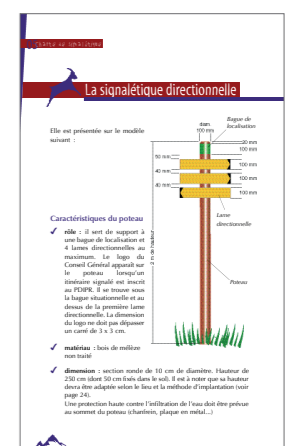 Charte de signalétique
La signalétique directionnelle
Elle est présentée sur le modèle
suivant :
diam.
100 mm
Bague de
localisation
20 mm
100 mm
50 mm
100 mm
40 mm
100 mm
40 mm
100 mm
Lame
directionnelle
2 m de hauteur
Poteau
Caractéristiques du poteau
✓ rôle : il sert de support à
une bague de localisation et
4 lames directionnelles au
maximum. Le logo du
Conseil Général apparaît sur
le poteau lorsqu'un
itinéraire signalé est inscrit
au PDIPR. Il se trouve sous
la bague situationnelle et au
dessus de la première lame
directionnelle. La dimension
du logo ne doit pas dépasser
un carré de 3 x 3 cm.
✓ matériau : bois de mélèze
non traité
✓ dimension : section ronde de 10 cm de diamètre. Hauteur de
250 cm (dont 50 cm fixés dans le sol). Il est à noter que sa hauteur
devra être adaptée selon le lieu et la méthode d'implantation (voir
page 24).
Une protection haute contre l'infiltration de l'eau doit être prévue
au sommet du poteau (chanfrein, plaque en métal...)